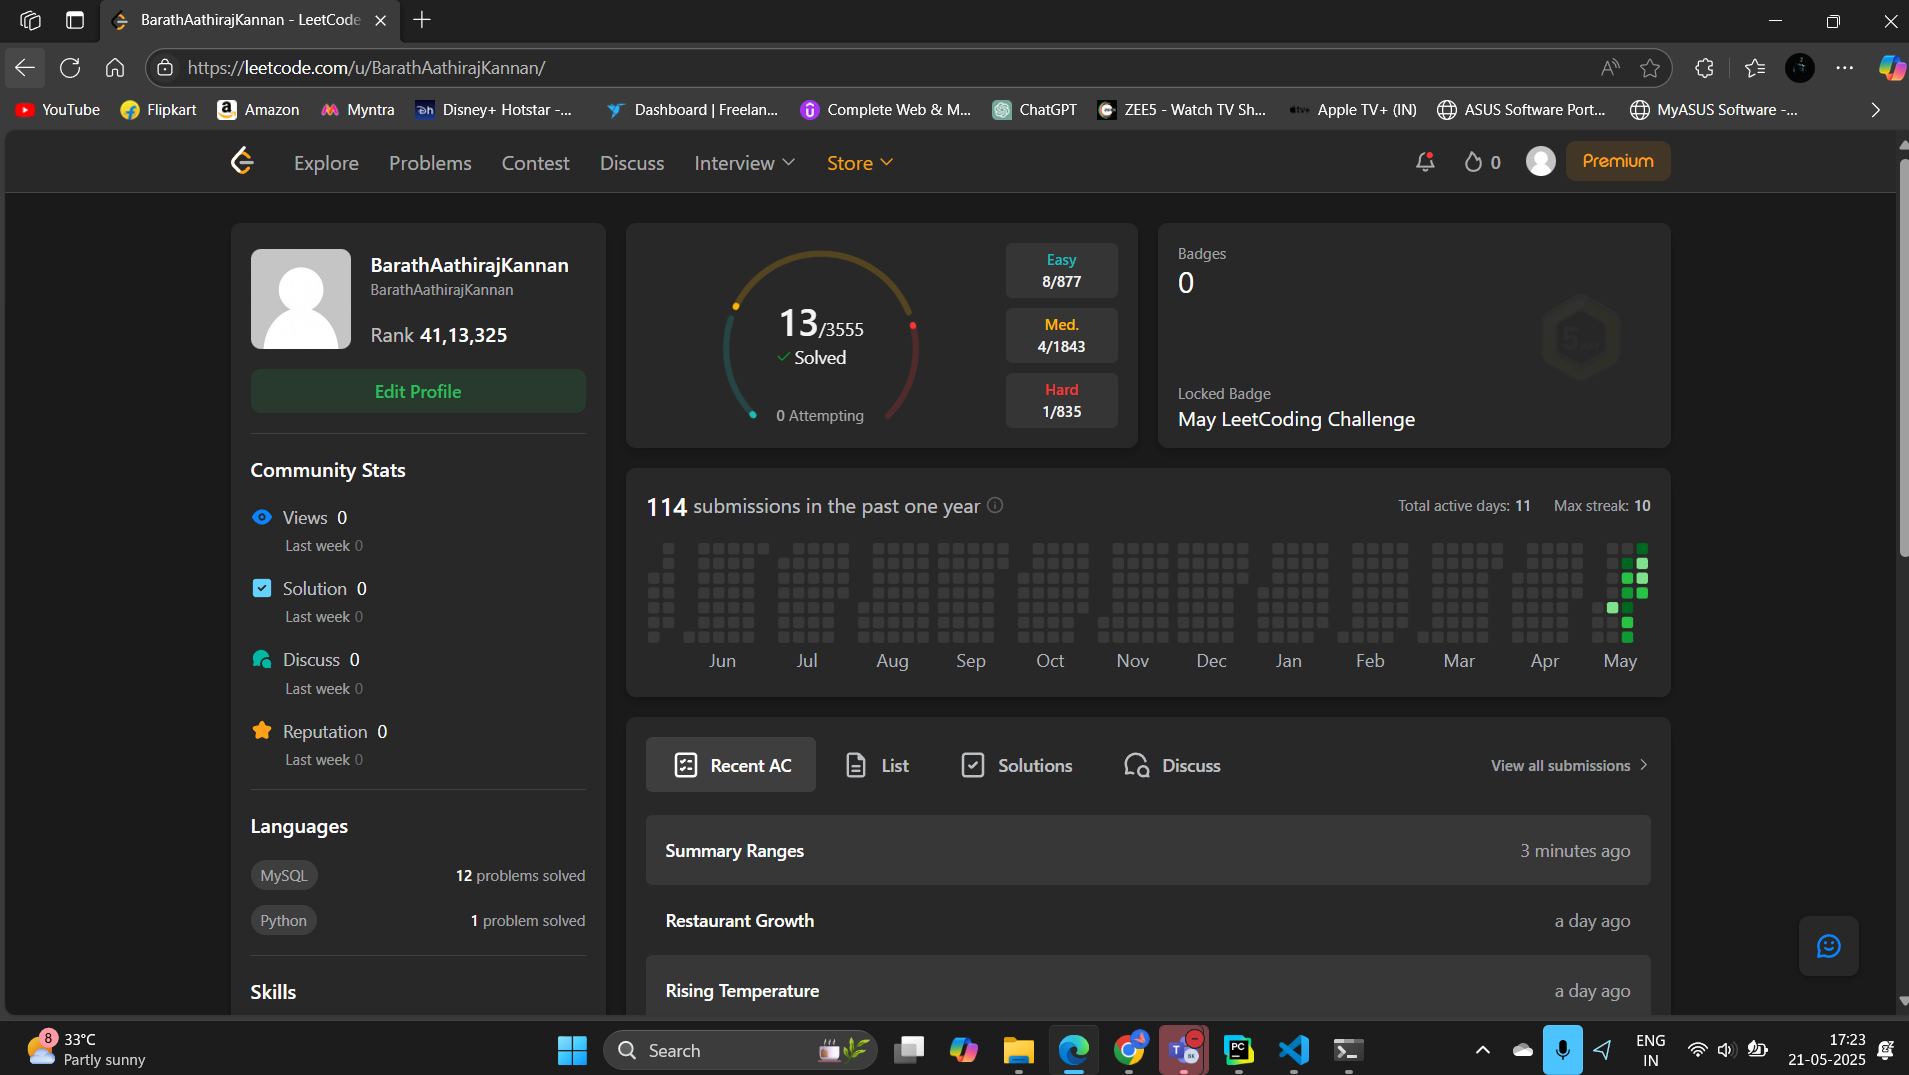 BarathAathirajKannan - LeetCode
https://leetcode.com/u/BarathAathirajKannan/
YouTube
Flipkart
Amazon
Myntra
Disney+ Hotstar -...
Dashboard | Freelan...
Complete Web & M...
ChatGPT
ZEE5 - Watch TV Sh...
Apple TV+ (IN)
ASUS Software Port...
MyASUS Software -...
Explore
Problems
Contest
Discuss
Interview
Store
0
Premium
BarathAathirajKannan
BarathAathirajKannan
Rank 41,13,325
Edit Profile
Community Stats
Views 0
Last week 0
Solution 0
Last week 0
Discuss 0
Last week 0
Reputation 0
Last week 0
Languages
MySQL
12 problems solved
Python
1 problem solved
Skills
13/3555
Solved
0 Attempting
Easy
8/877
Med.
4/1843
Hard
1/835
Badges
0
Locked Badge
May LeetCoding Challenge
114 submissions in the past one year
Total active days: 11
Max streak: 10
Jun
Jul
Aug
Sep
Oct
Nov
Dec
Jan
Feb
Mar
Apr
May
Recent AC
List
Solutions
Discuss
View all submissions
Summary Ranges
3 minutes ago
Restaurant Growth
a day ago
Rising Temperature
a day ago
8
33°C
Partly sunny
Search
PC
ENG
IN
17:23
21-05-2025